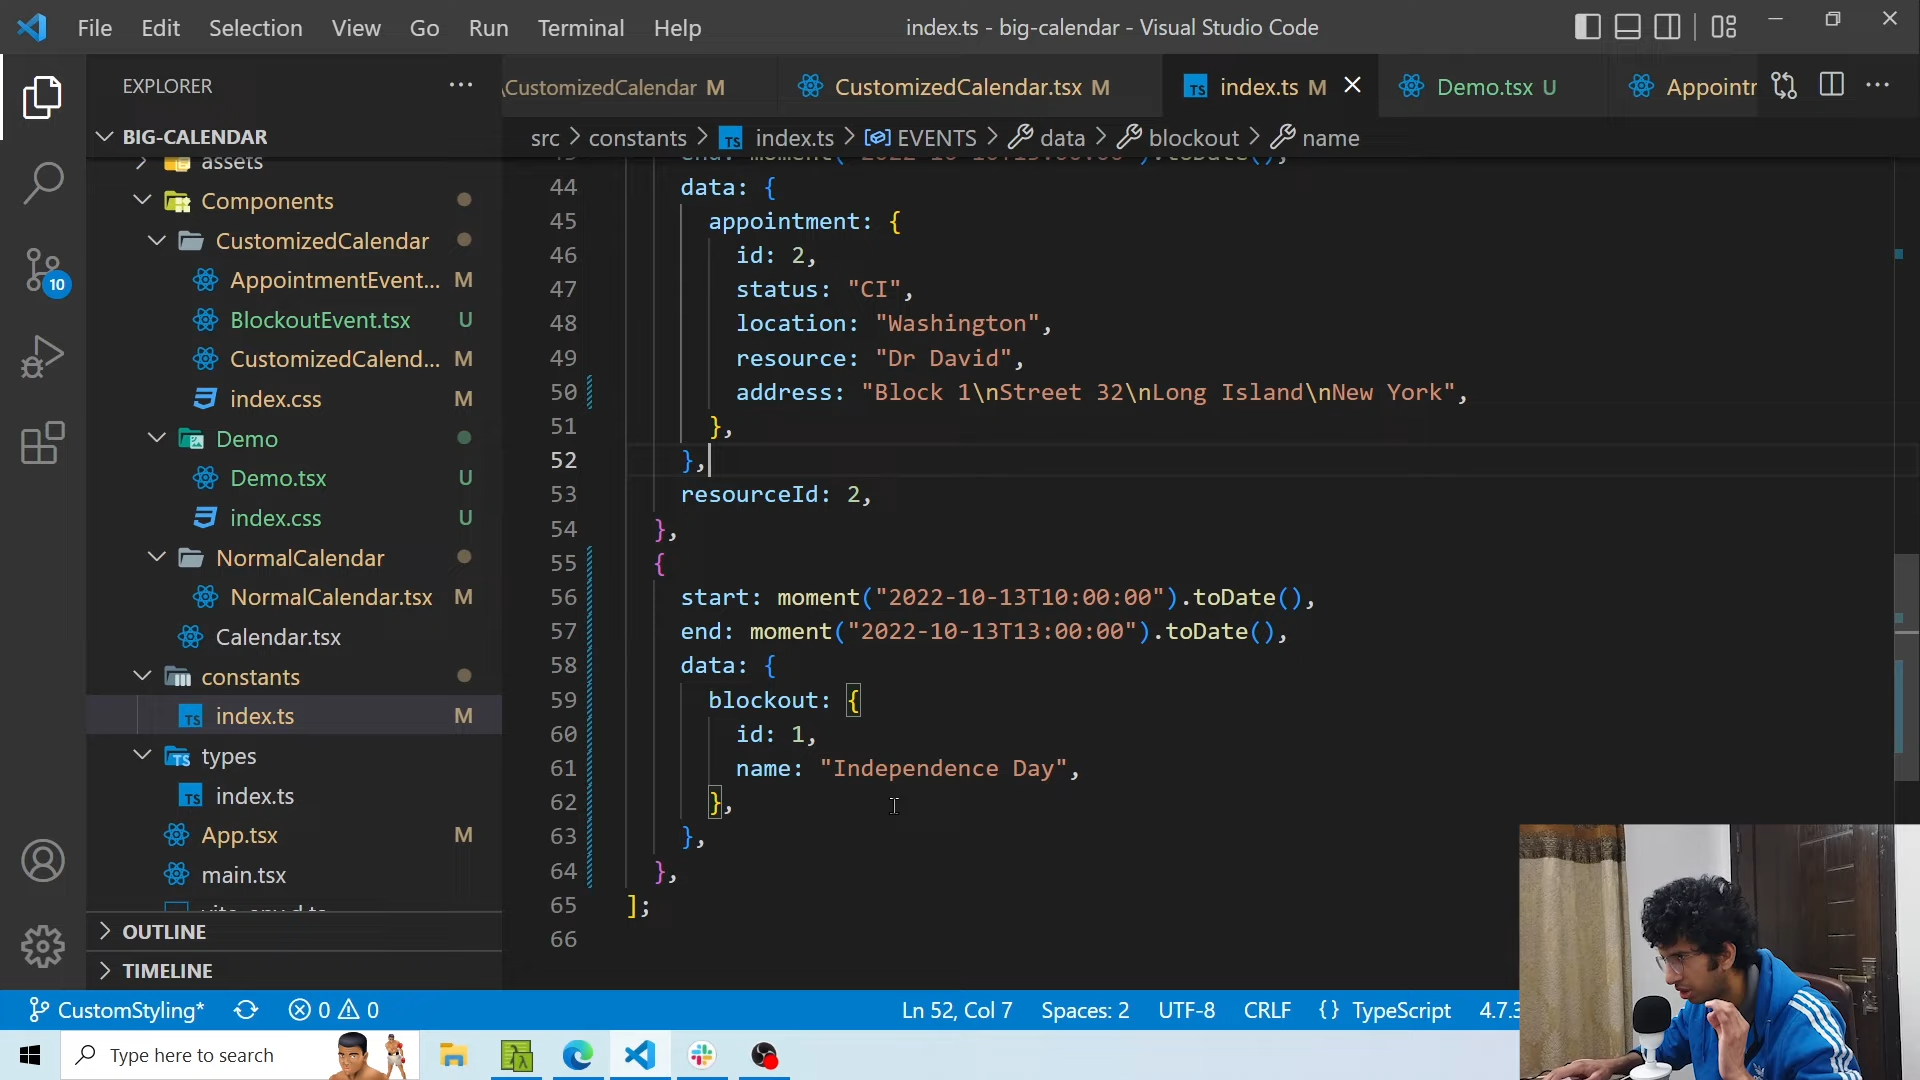 File Edit Selection View Go Run Terminal Help index.ts - big-calendar - Visual Studio Code
EXPLORER
BIG-CALENDAR
assets
Components
CustomizedCalendar
AppointmentEvent... M
BlockoutEvent.tsx U
CustomizedCalend... M
index.css M
Demo
Demo.tsx U
index.css U
NormalCalendar
NormalCalendar.tsx M
Calendar.tsx
constants
index.ts M
types
index.ts
App.tsx M
main.tsx
OUTLINE
TIMELINE
10
\CustomizedCalendar M CustomizedCalendar.tsx M index.ts M Demo.tsx U Appointr
src > constants > index.ts > EVENTS > data > blockout > name
44 data: {
45 appointment: {
46 id: 2,
47 status: "CI",
48 location: "Washington",
49 resource: "Dr David",
50 address: "Block 1\nStreet 32\nLong Island\nNew York",
51 },
52 },
53 resourceId: 2,
54 },
55 {
56 start: moment("2022-10-13T10:00:00").toDate(),
57 end: moment("2022-10-13T13:00:00").toDate(),
58 data: {
59 blockout: {
60 id: 1,
61 name: "Independence Day",
62 },
63 },
64 },
65 ];
66
CustomStyling* 0 0 Ln 52, Col 7 Spaces: 2 UTF-8 CRLF {} TypeScript 4.7.3
Type here to search